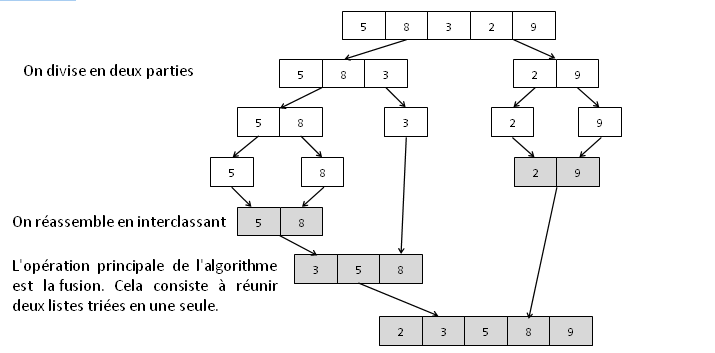 5 8 3 2 9
On divise en deux parties
5 8 3
2 9
5 8
3
2
9
5
8
2 9
On réassemble en interclassant
5 8
L'opération principale de l'algorithme
est la fusion. Cela consiste à réunir
deux listes triées en une seule.
3 5 8
2 3 5 8 9